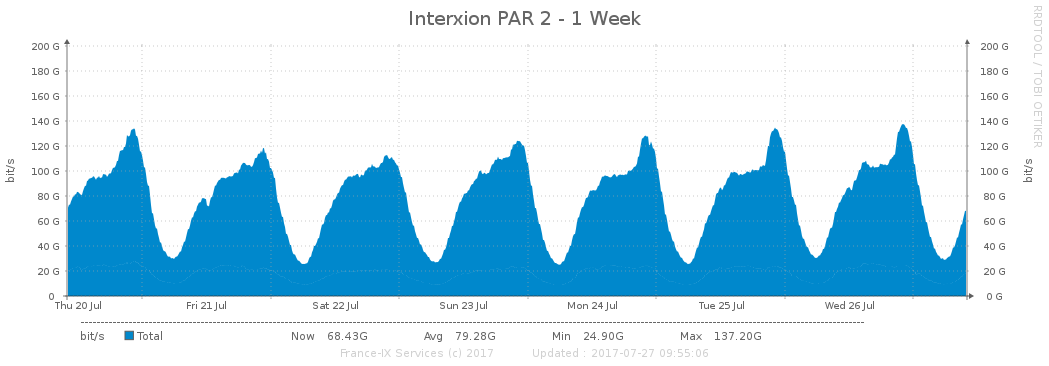 Interxion PAR 2 - 1 Week
RRDTOOL / TOBI OETIKER
200 G 200 G
180 G 180 G
160 G 160 G
140 G 140 G
120 G 120 G
100 G 100 G
80 G 80 G
60 G 60 G
40 G 40 G
20 G 20 G
0 0 G
bit/s
bit/s
Thu 20 Jul Fri 21 Jul Sat 22 Jul Sun 23 Jul Mon 24 Jul Tue 25 Jul Wed 26 Jul
bit/s Total Now 68.43G Avg 79.28G Min 24.90G Max 137.20G
France-IX Services (c) 2017 Updated : 2017-07-27 09:55:06